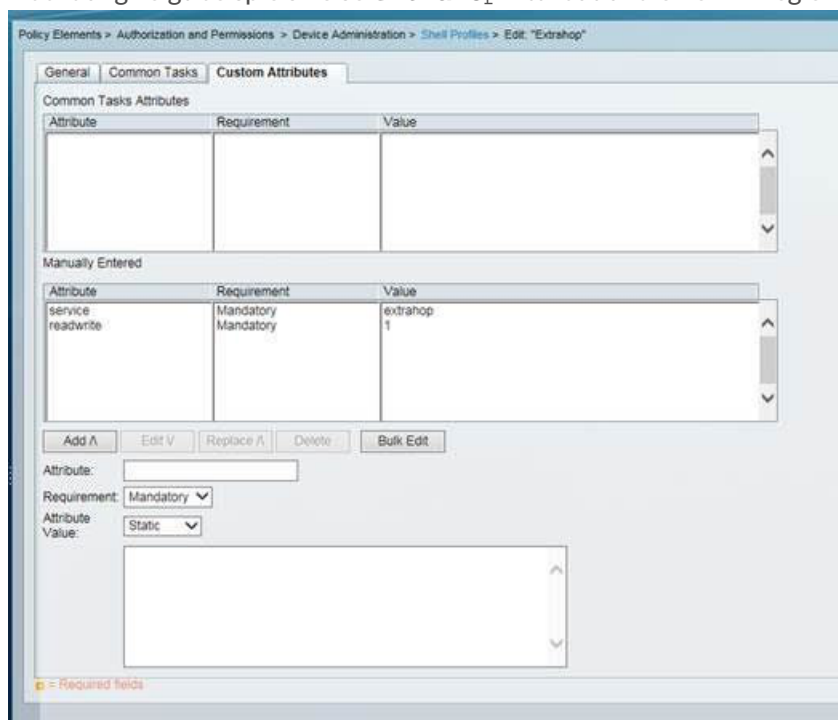 Policy Elements > Authorization and Permissions > Device Administration > Shell Profiles > Edit: "Extrahop"
General Common Tasks Custom Attributes
Common Tasks Attributes
Attribute Requirement Value
Manually Entered
Attribute Requirement Value
service Mandatory extrahop
readwrite Mandatory 1
Add /\ Edit V Replace /\ Delete Bulk Edit
Attribute:
Requirement: Mandatory
Attribute Value: Static
= Required fields